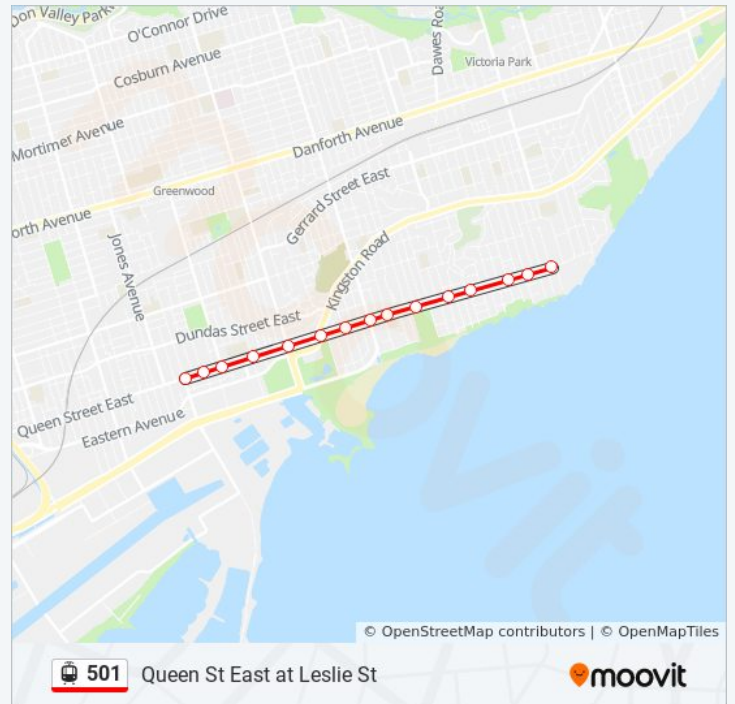 Don Valley Park
O'Connor Drive
Dawes Roa
Cosburn Avenue
Victoria Park
Mortimer Avenue
Danforth Avenue
Greenwood
Gerrard Street East
orth Avenue
Jones Avenue
Kingston Road
Dundas Street East
Queen Street East
Eastern Avenue
© OpenStreetMap contributors | © OpenMapTiles
501 Queen St East at Leslie St
moovit